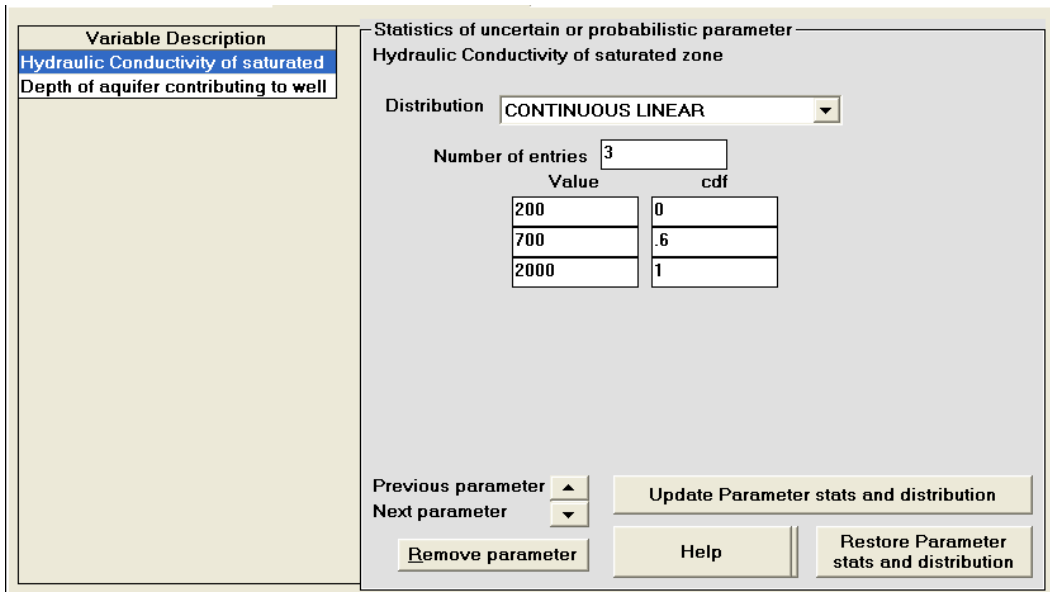 Variable Description
Hydraulic Conductivity of saturated
Depth of aquifer contributing to well
Statistics of uncertain or probabilistic parameter
Hydraulic Conductivity of saturated zone
Distribution CONTINUOUS LINEAR
Number of entries 3
Value cdf
200 0
700 .6
2000 1
Previous parameter
Next parameter
Update Parameter stats and distribution
Remove parameter
Help
Restore Parameter
stats and distribution